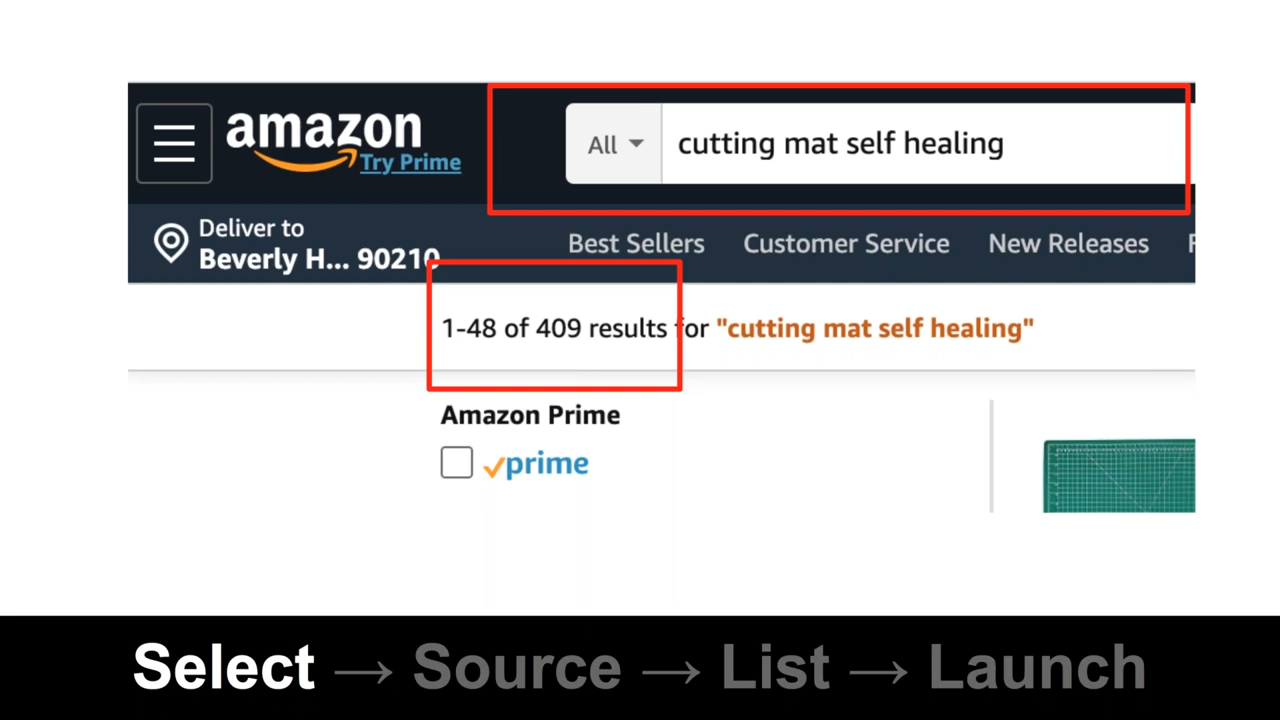 amazon
Try Prime
All
cutting mat self healing
Deliver to
Beverly H... 90210
Best Sellers
Customer Service
New Releases
1-48 of 409 results for "cutting mat self healing"
Amazon Prime
prime
Select → Source → List → Launch